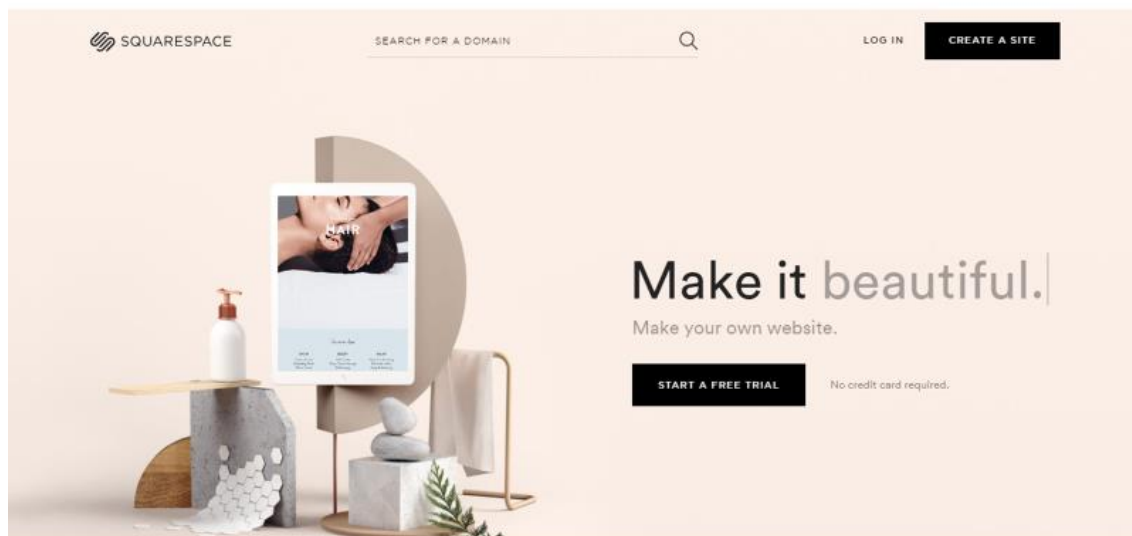 SQUARESPACE
SEARCH FOR A DOMAIN
LOG IN
CREATE A SITE
HAIR
Make it beautiful.
Make your own website.
START A FREE TRIAL
No credit card required.